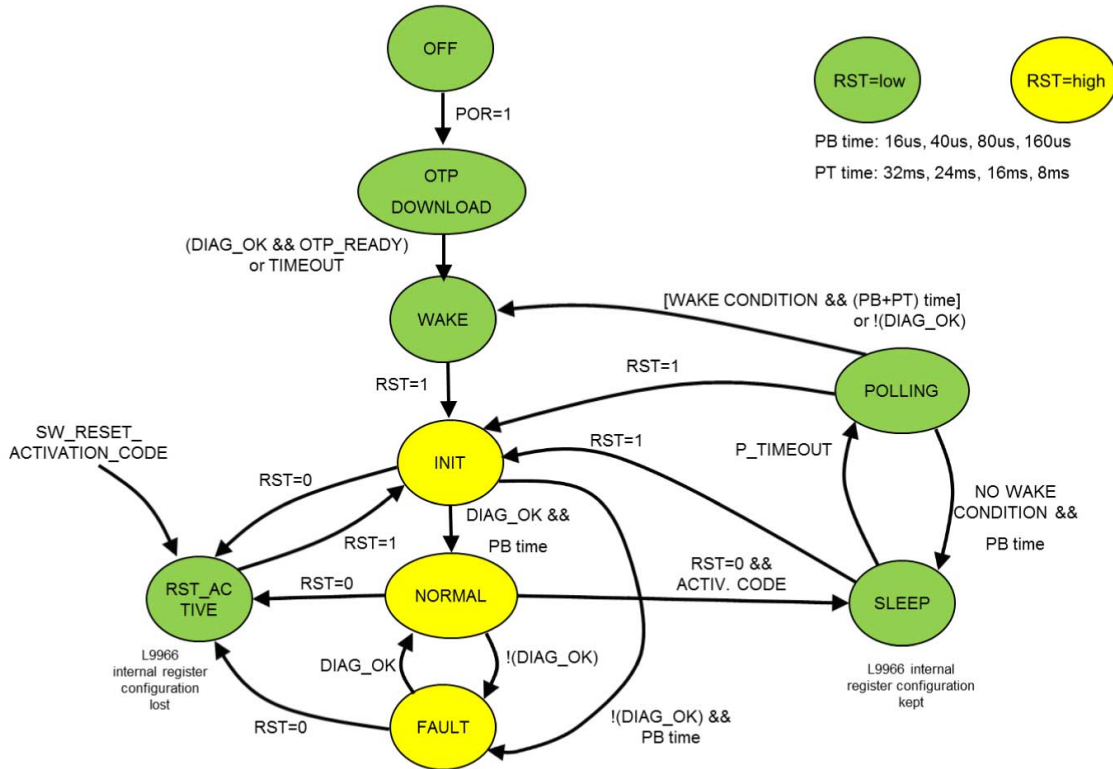 OFF
RST=low
RST=high
POR=1
PB time: 16us, 40us, 80us, 160us
PT time: 32ms, 24ms, 16ms, 8ms
OTP
DOWNLOAD
(DIAG_OK && OTP_READY)
or TIMEOUT
[WAKE CONDITION && (PB+PT) time]
or !(DIAG_OK)
WAKE
RST=1
RST=1
POLLING
SW_RESET_
ACTIVATION_CODE
RST=1
P_TIMEOUT
INIT
RST=0
NO WAKE
CONDITION &&
PB time
DIAG_OK &&
PB time
RST=1
RST=0 &&
ACTIV. CODE
RST_AC
TIVE
RST=0
NORMAL
SLEEP
L9966
internal register
configuration
lost
DIAG_OK
!(DIAG_OK)
L9966 internal
register configuration
kept
RST=0
FAULT
!(DIAG_OK) &&
PB time